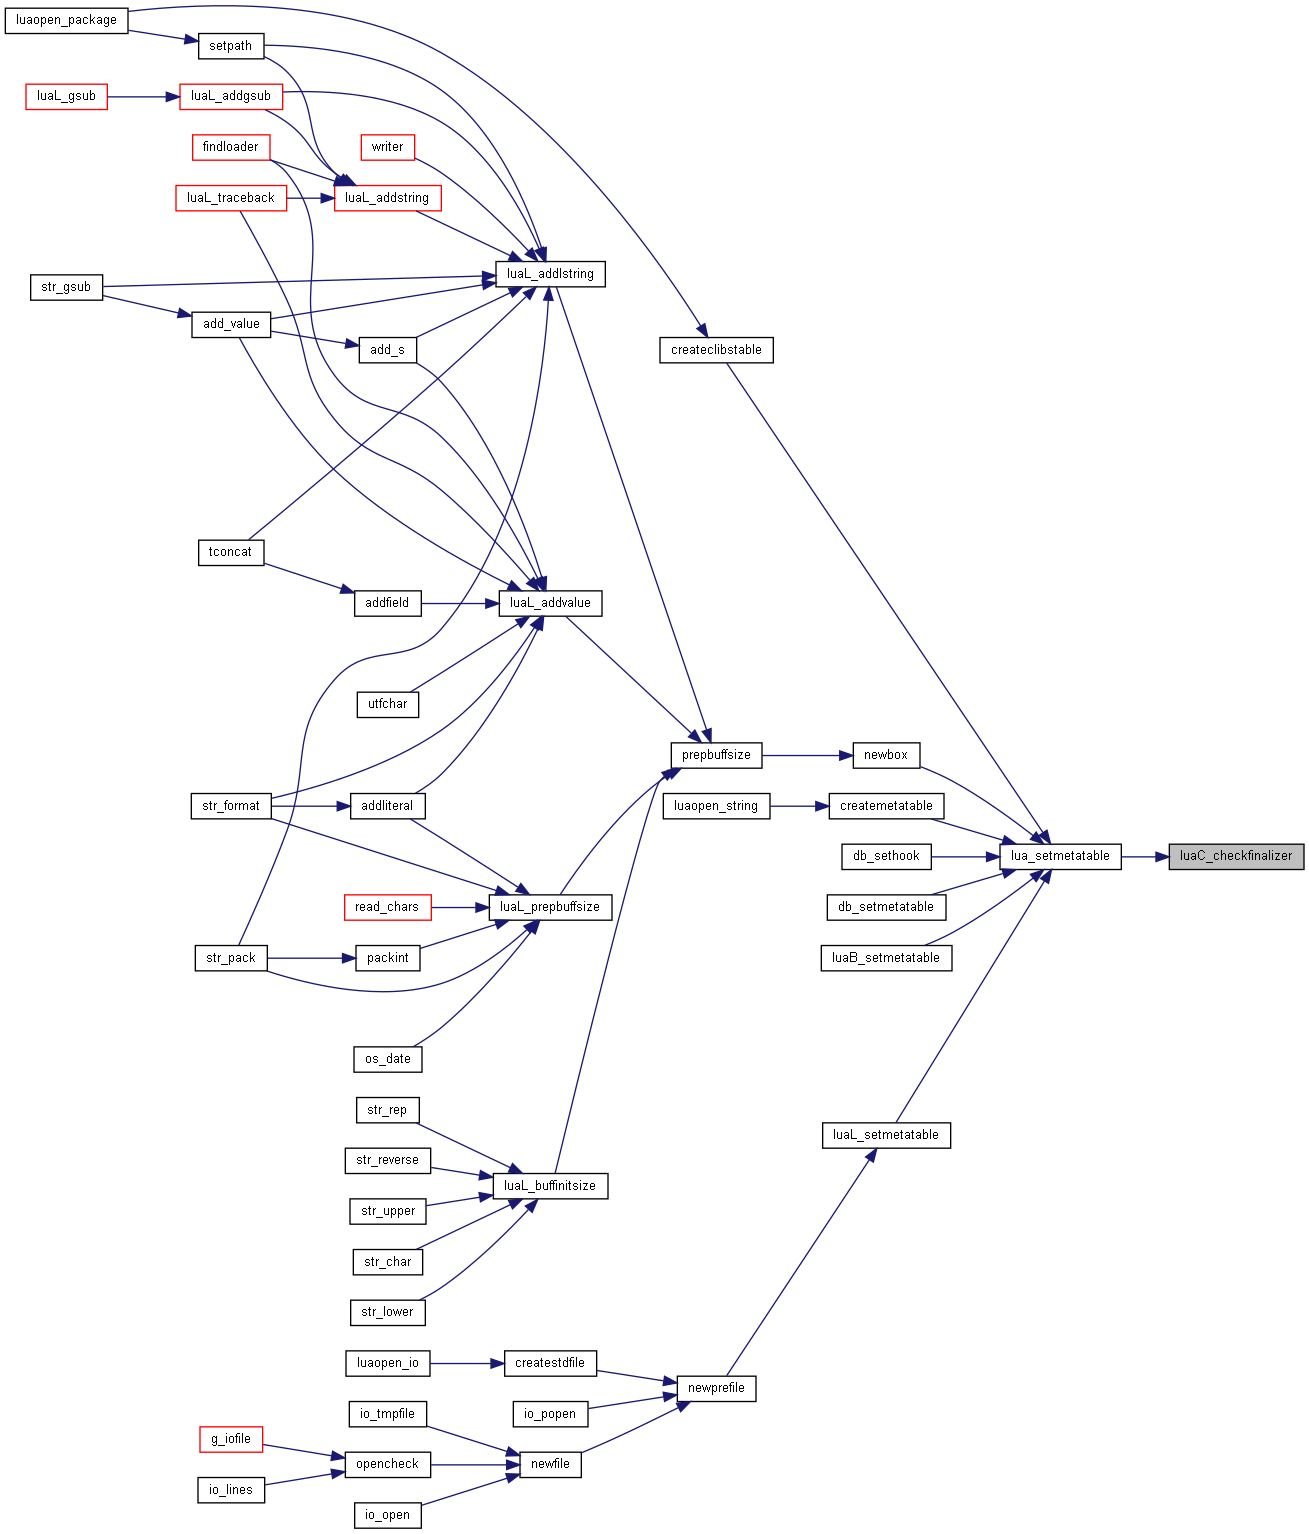 luaopen_package
setpath
luaL_gsub
luaL_addgsub
findloader
writer
luaL_traceback
luaL_addstring
luaL_addlstring
str_gsub
add_value
add_s
createclibstable
tconcat
addfield
luaL_addvalue
utfchar
prepbuffsize
newbox
str_format
addliteral
luaopen_string
createmetatable
db_sethook
lua_setmetatable
luaC_checkfinalizer
read_chars
luaL_prepbuffsize
db_setmetatable
str_pack
packint
luaB_setmetatable
os_date
str_rep
luaL_setmetatable
str_reverse
luaL_buffinitsize
str_upper
str_char
str_lower
luaopen_io
createstdfile
newprefile
io_tmpfile
io_popen
g_iofile
opencheck
newfile
io_lines
io_open